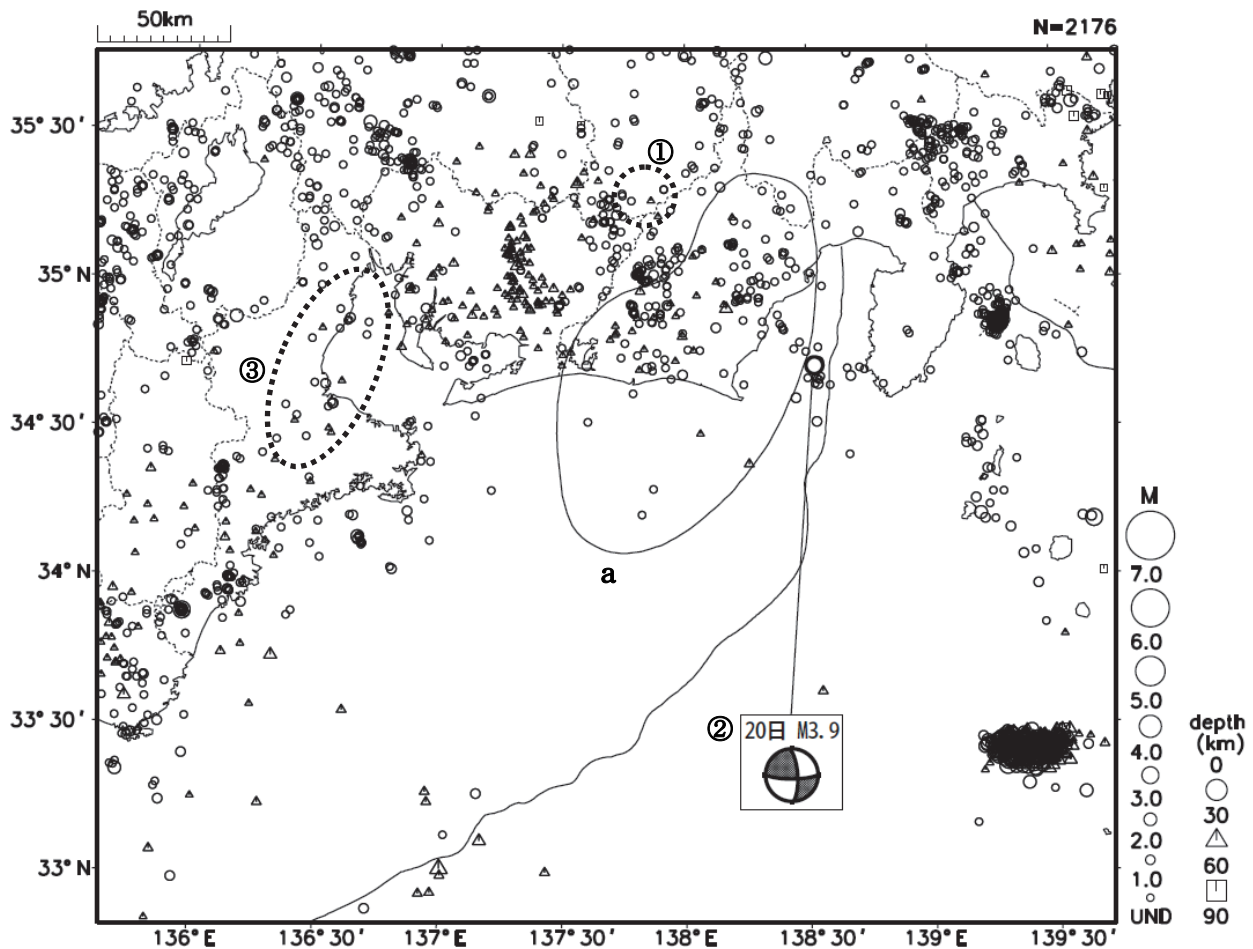 50km
N=2176
35°30′
35°N
34°30′
34°N
33°30′
33°N
①
③
a
② 20日 M3.9
M
7.0
6.0
5.0
4.0
3.0
2.0
1.0
UND
depth
(km)
0
30
60
90
136°E 136°30′ 137°E 137°30′ 138°E 138°30′ 139°E 139°30′